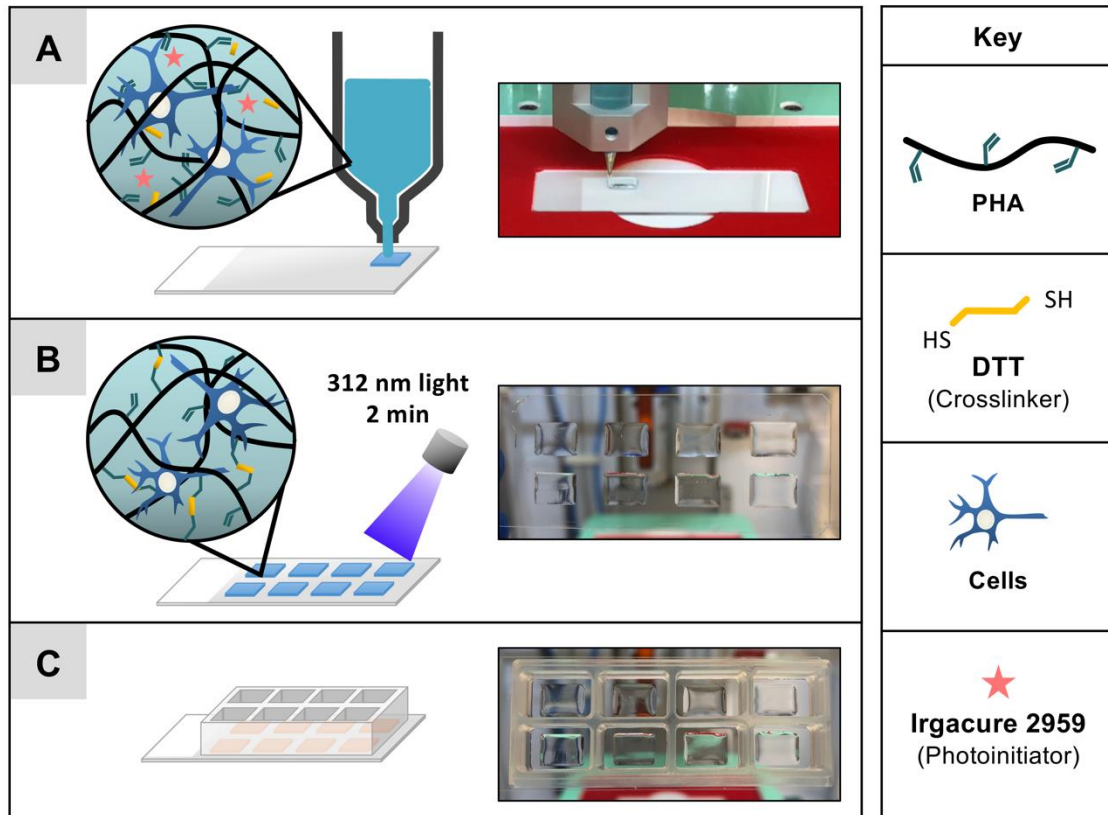 A
B
312 nm light
2 min
C
Key
PHA
SH
HS
DTT
(Crosslinker)
Cells
Irgacure 2959
(Photoinitiator)